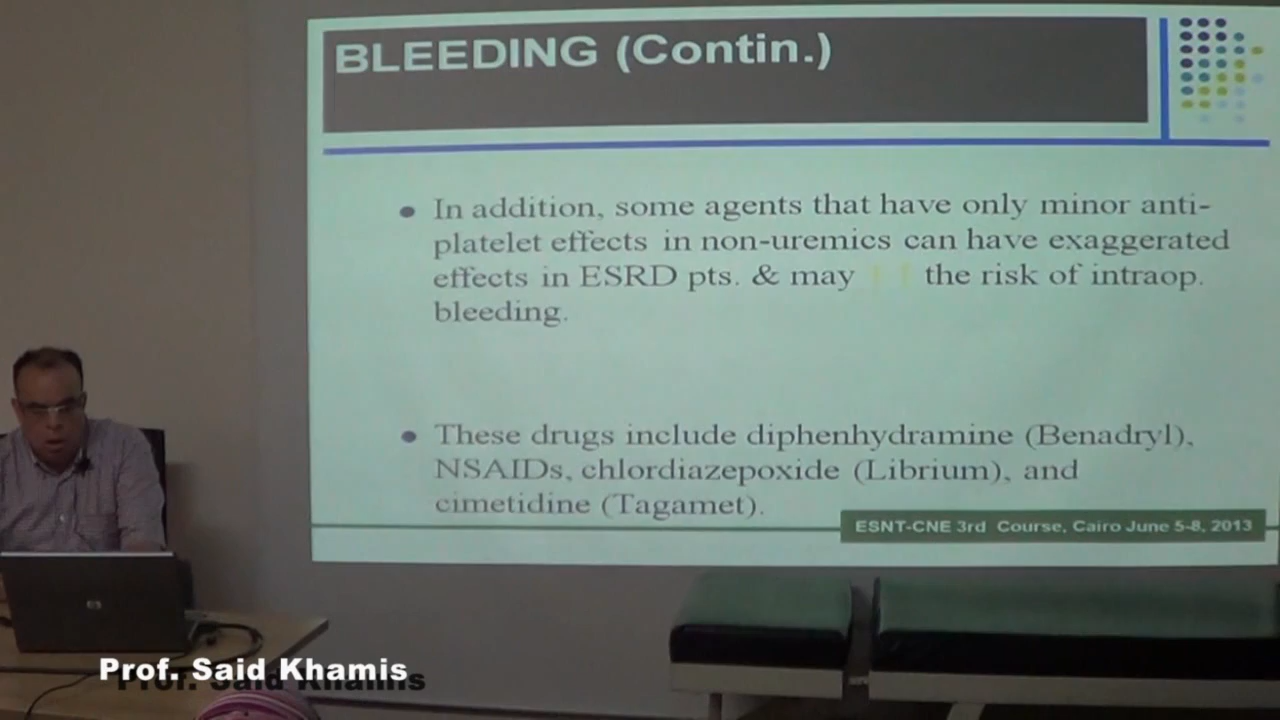 BLEEDING (Contin.)
In addition, some agents that have only minor anti-
platelet effects in non-uremics can have exaggerated
effects in ESRD pts. & may ↑ ↑ the risk of intraop.
bleeding.
These drugs include diphenhydramine (Benadryl),
NSAIDs, chlordiazepoxide (Librium), and
cimetidine (Tagamet).
ESNT-CNE 3rd Course, Cairo June 5-8, 2013
hp
Prof. Said Khamis